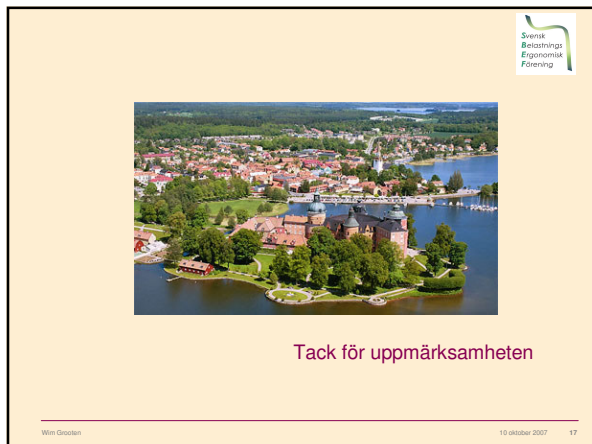 Svensk
Belastnings
Ergonomisk
Förening
Tack för uppmärksamheten
Wim Grooten
10 oktober 2007 17